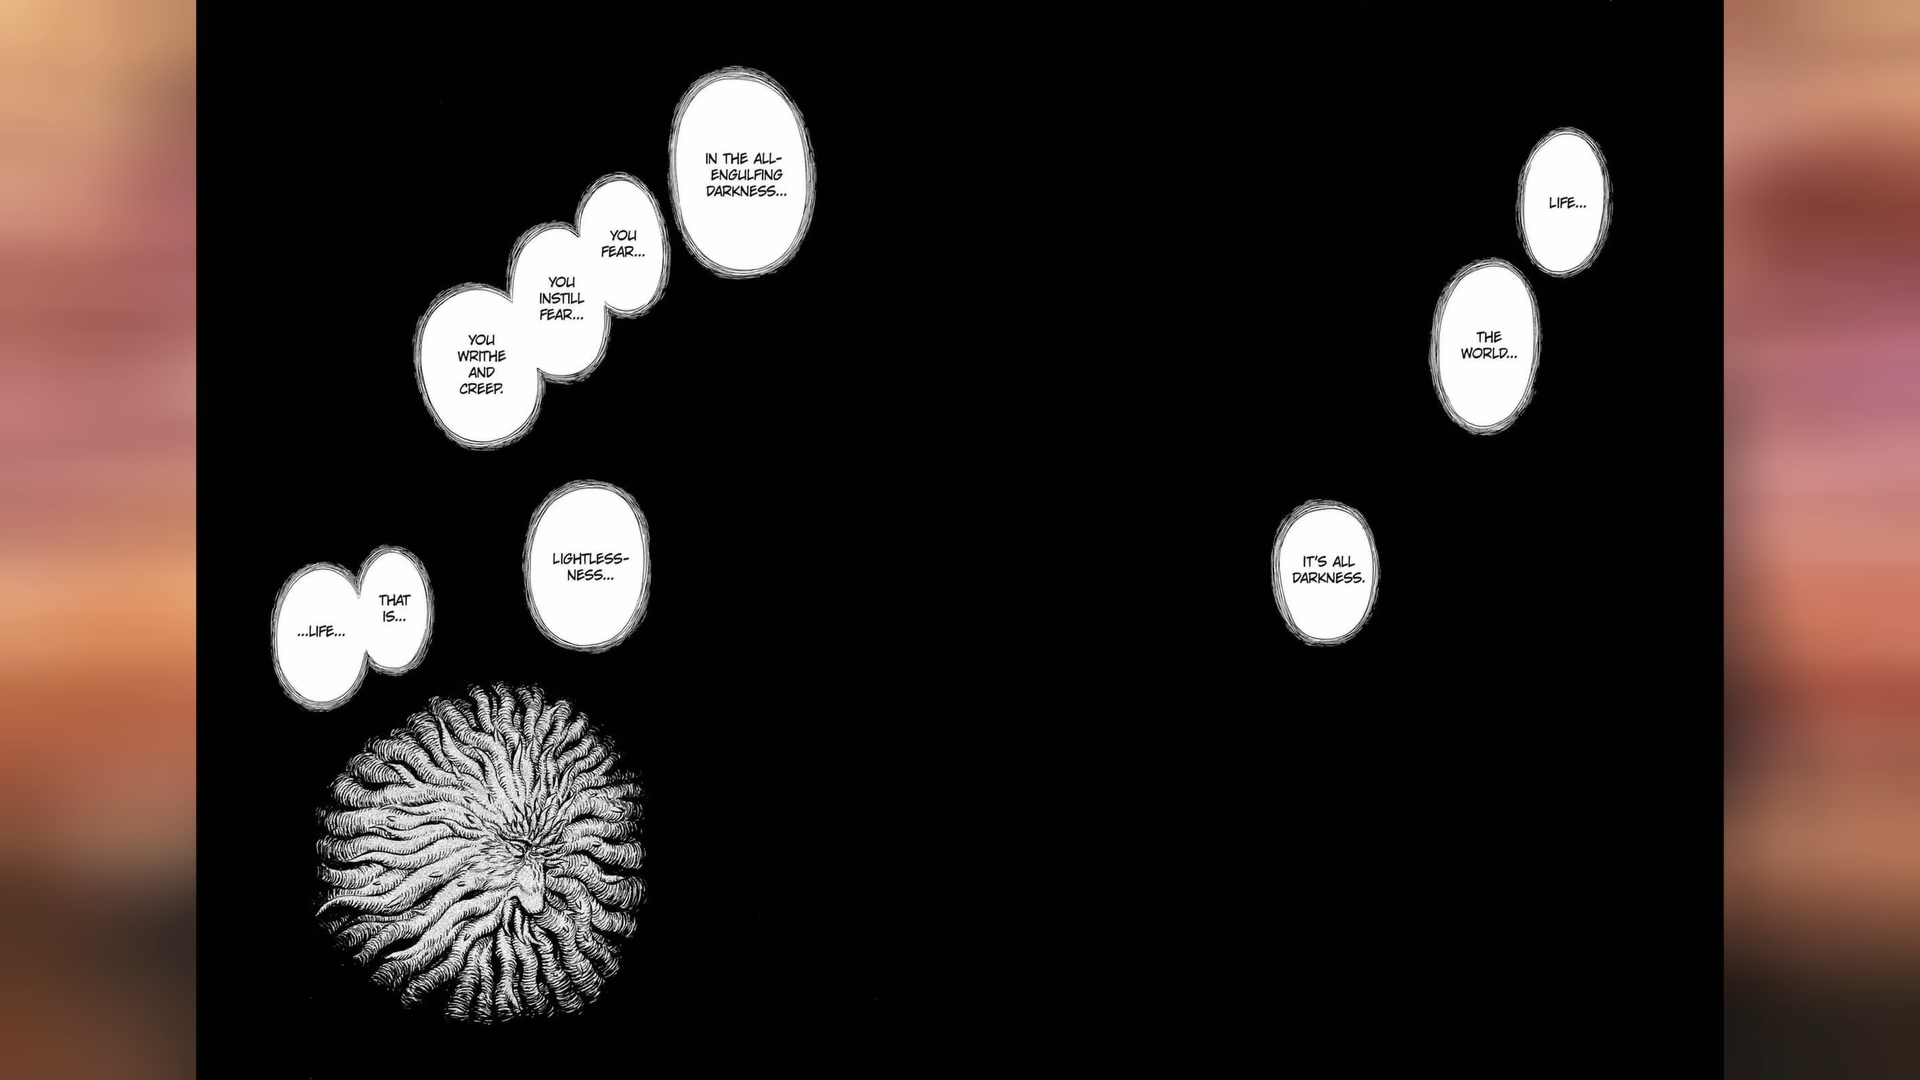 LIFE...
THE
WORLD...
IT'S ALL
DARKNESS.
IN THE ALL-
ENGULFING
DARKNESS...
YOU
FEAR...
YOU
INSTILL
FEAR...
YOU
WRITHE
AND
CREEP.
LIGHTLESS-
NESS...
THAT
IS...
...LIFE...